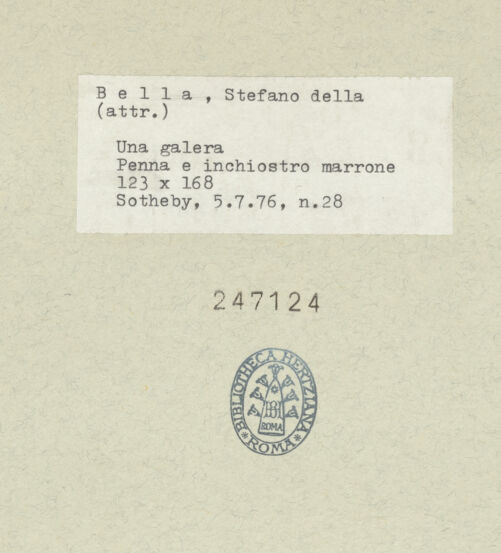 B e l l a , Stefano della
(attr.)
Una galera
Penna e inchiostro marrone
123 x 168
Sotheby, 5.7.76, n.28
247124
BIBLIOTHECA HERTZIANA
ROMA
* ROMA *